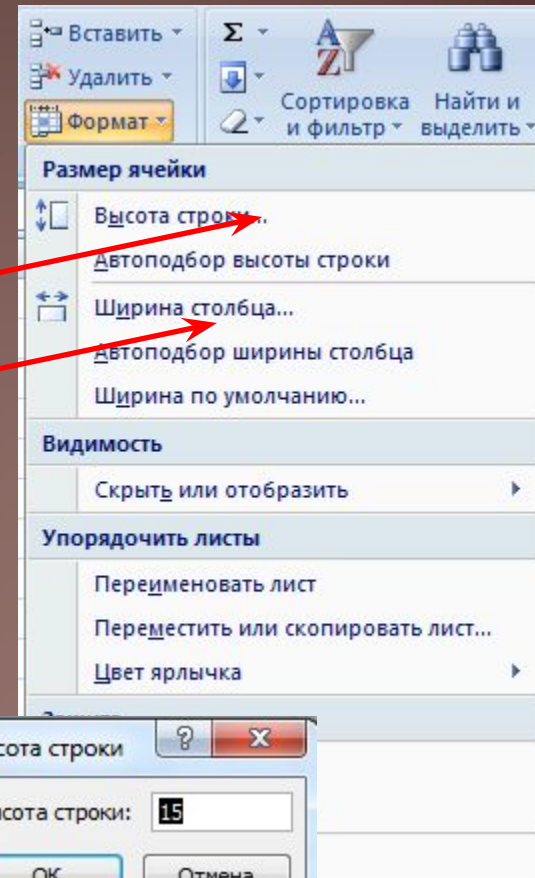 Вставить
Удалить
Формат
Σ
Сортировка и фильтр
Найти и выделить
Размер ячейки
Высота строки...
Автоподбор высоты строки
Ширина столбца...
Автоподбор ширины столбца
Ширина по умолчанию...
Видимость
Скрыть или отобразить
Упорядочить листы
Переименовать лист
Переместить или скопировать лист...
Цвет ярлычка
сота строки
сота строки: 15
ОК Отмена